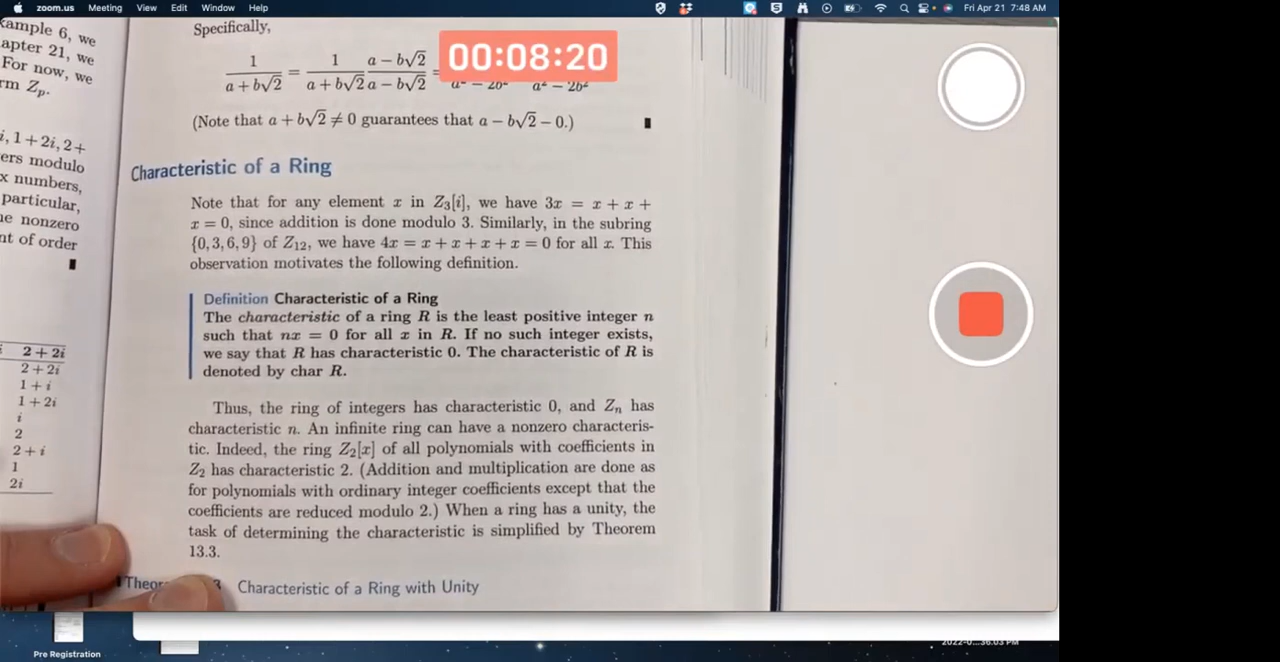 zoom.us Meeting View Edit Window Help Fri Apr 21 7:48 AM
Specifically,
00:08:20
1/(a + b√2) = 1/(a + b√2) (a − b√2)/(a − b√2) =
(Note that a + b√2 ≠ 0 guarantees that a − b√2 − 0.)
ample 6, we
apter 21, we
For now, we
rm Zp.
i, 1 + 2i, 2 +
ers modulo
x numbers,
particular,
ne nonzero
nt of order
2 + 2i
2 + 2i
1 + i
1 + 2i
i
2
2 + i
1
2i
Characteristic of a Ring
Note that for any element x in Z3[i], we have 3x = x + x +
x = 0, since addition is done modulo 3. Similarly, in the subring
{0, 3, 6, 9} of Z12, we have 4x = x + x + x + x = 0 for all x. This
observation motivates the following definition.
Definition Characteristic of a Ring
The characteristic of a ring R is the least positive integer n
such that nx = 0 for all x in R. If no such integer exists,
we say that R has characteristic 0. The characteristic of R is
denoted by char R.
Thus, the ring of integers has characteristic 0, and Zn has
characteristic n. An infinite ring can have a nonzero characteris-
tic. Indeed, the ring Z2[x] of all polynomials with coefficients in
Z2 has characteristic 2. (Addition and multiplication are done as
for polynomials with ordinary integer coefficients except that the
coefficients are reduced modulo 2.) When a ring has a unity, the
task of determining the characteristic is simplified by Theorem
13.3.
Theor 3 Characteristic of a Ring with Unity
Pre Registration